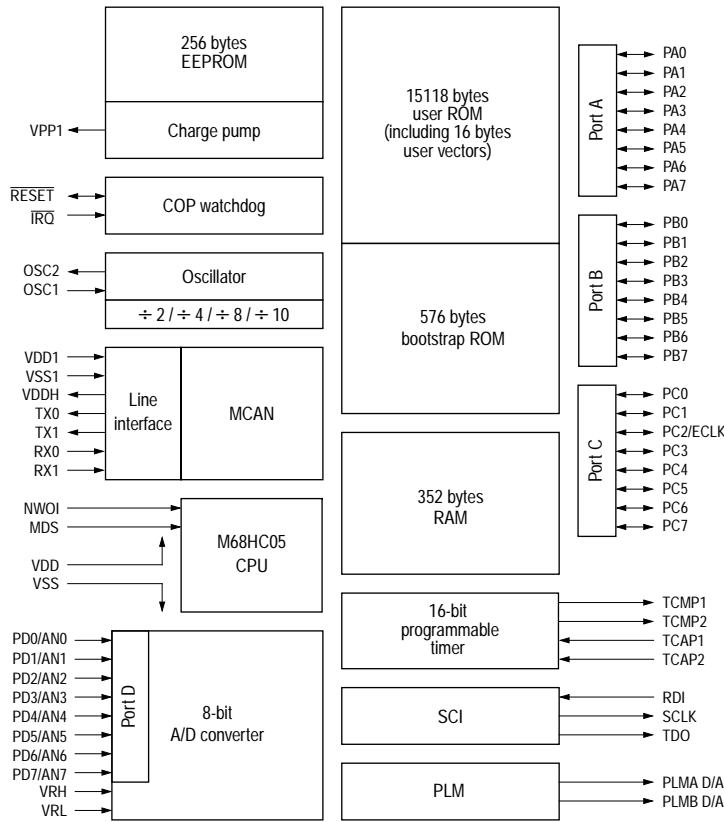 256 bytes
EEPROM
Charge pump
VPP1
RESET
IRQ
COP watchdog
OSC2
OSC1
Oscillator
÷ 2 / ÷ 4 / ÷ 8 / ÷ 10
VDD1
VSS1
VDDH
TX0
TX1
RX0
RX1
Line
interface
MCAN
NWOI
MDS
VDD
VSS
M68HC05
CPU
PD0/AN0
PD1/AN1
PD2/AN2
PD3/AN3
PD4/AN4
PD5/AN5
PD6/AN6
PD7/AN7
VRH
VRL
Port D
8-bit
A/D converter
15118 bytes
user ROM
(including 16 bytes
user vectors)
576 bytes
bootstrap ROM
352 bytes
RAM
16-bit
programmable
timer
SCI
PLM
Port A
PA0
PA1
PA2
PA3
PA4
PA5
PA6
PA7
Port B
PB0
PB1
PB2
PB3
PB4
PB5
PB6
PB7
Port C
PC0
PC1
PC2/ECLK
PC3
PC4
PC5
PC6
PC7
TCMP1
TCMP2
TCAP1
TCAP2
RDI
SCLK
TDO
PLMA D/A
PLMB D/A